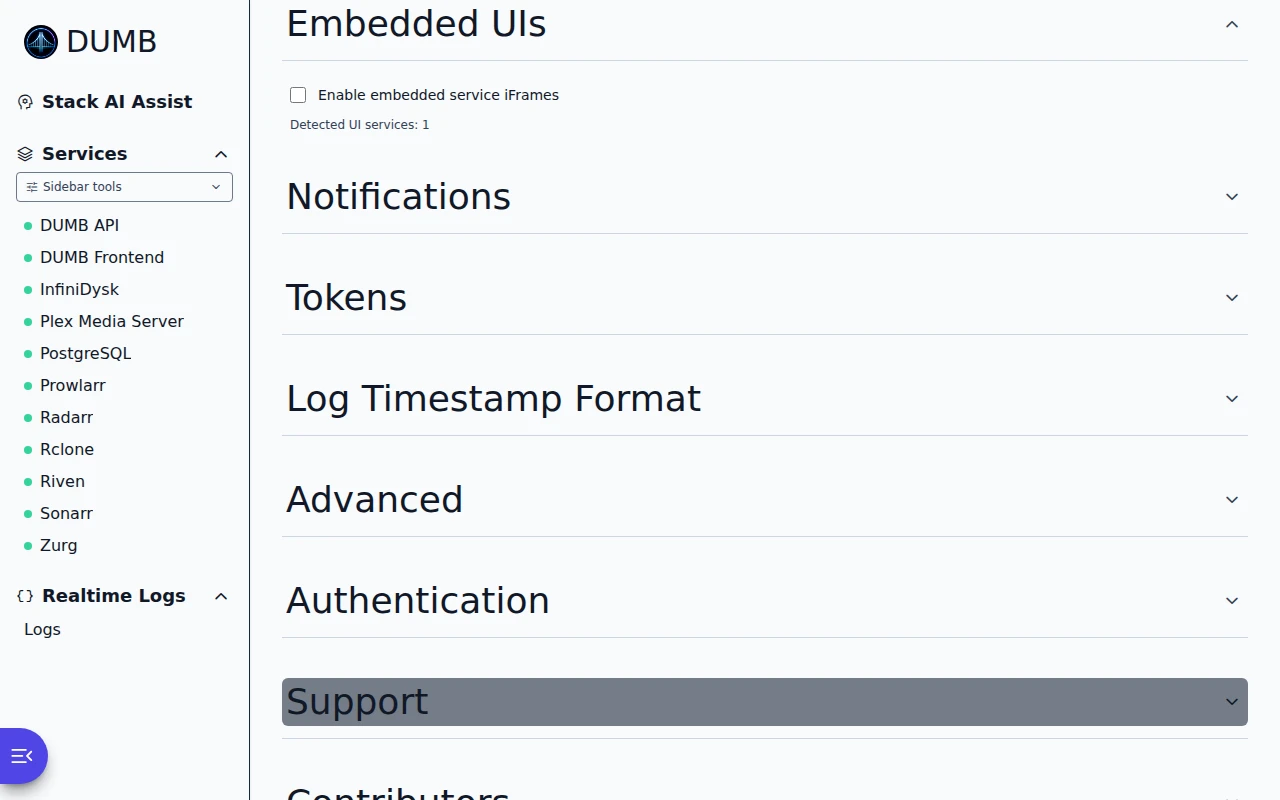 DUMB
Stack AI Assist
Services
Sidebar tools
DUMB API
DUMB Frontend
InfiniDysk
Plex Media Server
PostgreSQL
Prowlarr
Radarr
Rclone
Riven
Sonarr
Zurg
Realtime Logs
Logs
Embedded UIs
Enable embedded service iFrames
Detected UI services: 1
Notifications
Tokens
Log Timestamp Format
Advanced
Authentication
Support
Contributors